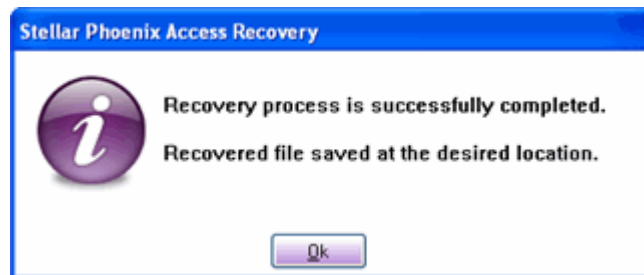 Stellar Phoenix Access Recovery
Recovery process is successfully completed.
Recovered file saved at the desired location.
Ok